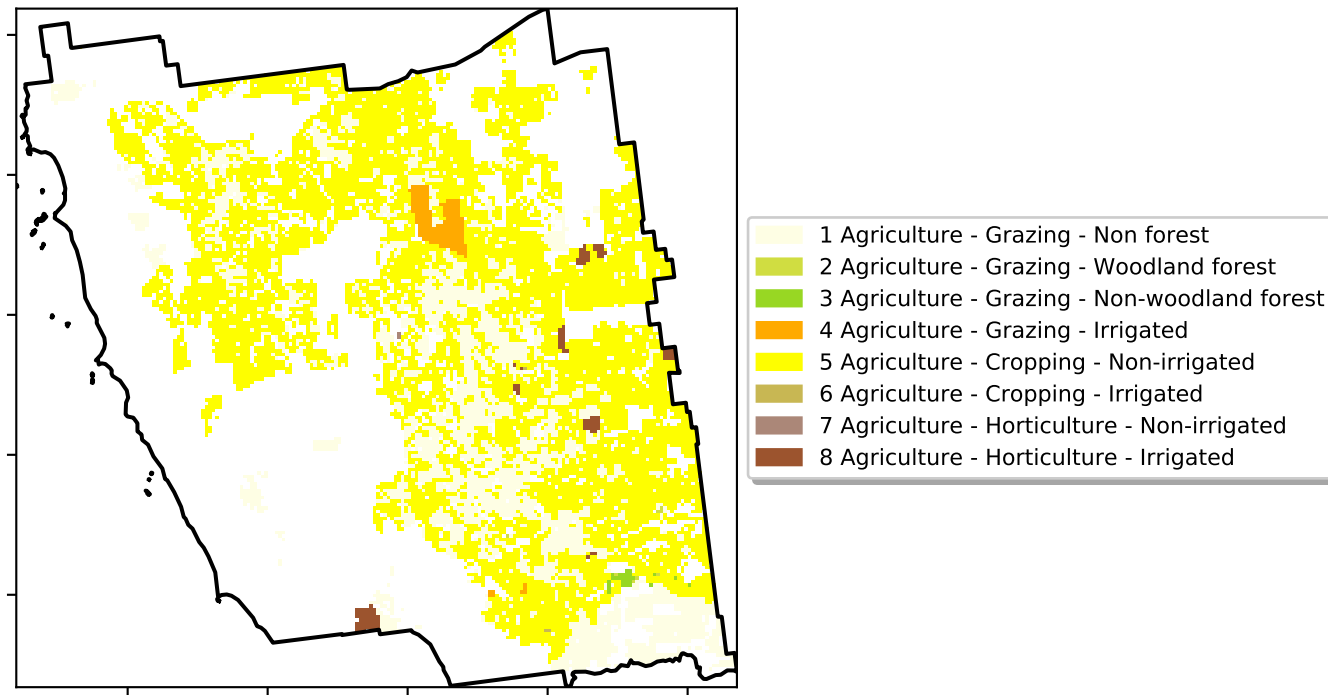 1 Agriculture - Grazing - Non forest
2 Agriculture - Grazing - Woodland forest
3 Agriculture - Grazing - Non-woodland forest
4 Agriculture - Grazing - Irrigated
5 Agriculture - Cropping - Non-irrigated
6 Agriculture - Cropping - Irrigated
7 Agriculture - Horticulture - Non-irrigated
8 Agriculture - Horticulture - Irrigated